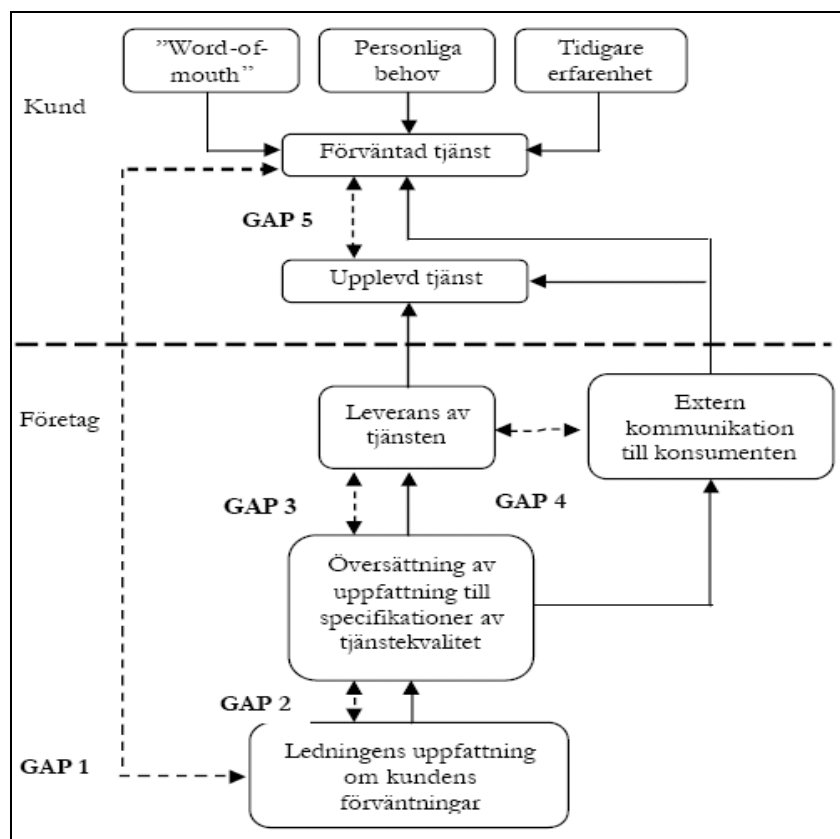 ”Word-of-
mouth”
Personliga
behov
Tidigare
erfarenhet
Kund
Förväntad tjänst
GAP 5
Upplevd tjänst
Företag
Leverans av
tjänsten
Extern
kommunikation
till konsumenten
GAP 3
GAP 4
Översättning av
uppfattning till
specifikationer av
tjänstekvalitet
GAP 2
GAP 1
Ledningens uppfattning
om kundens
förväntningar